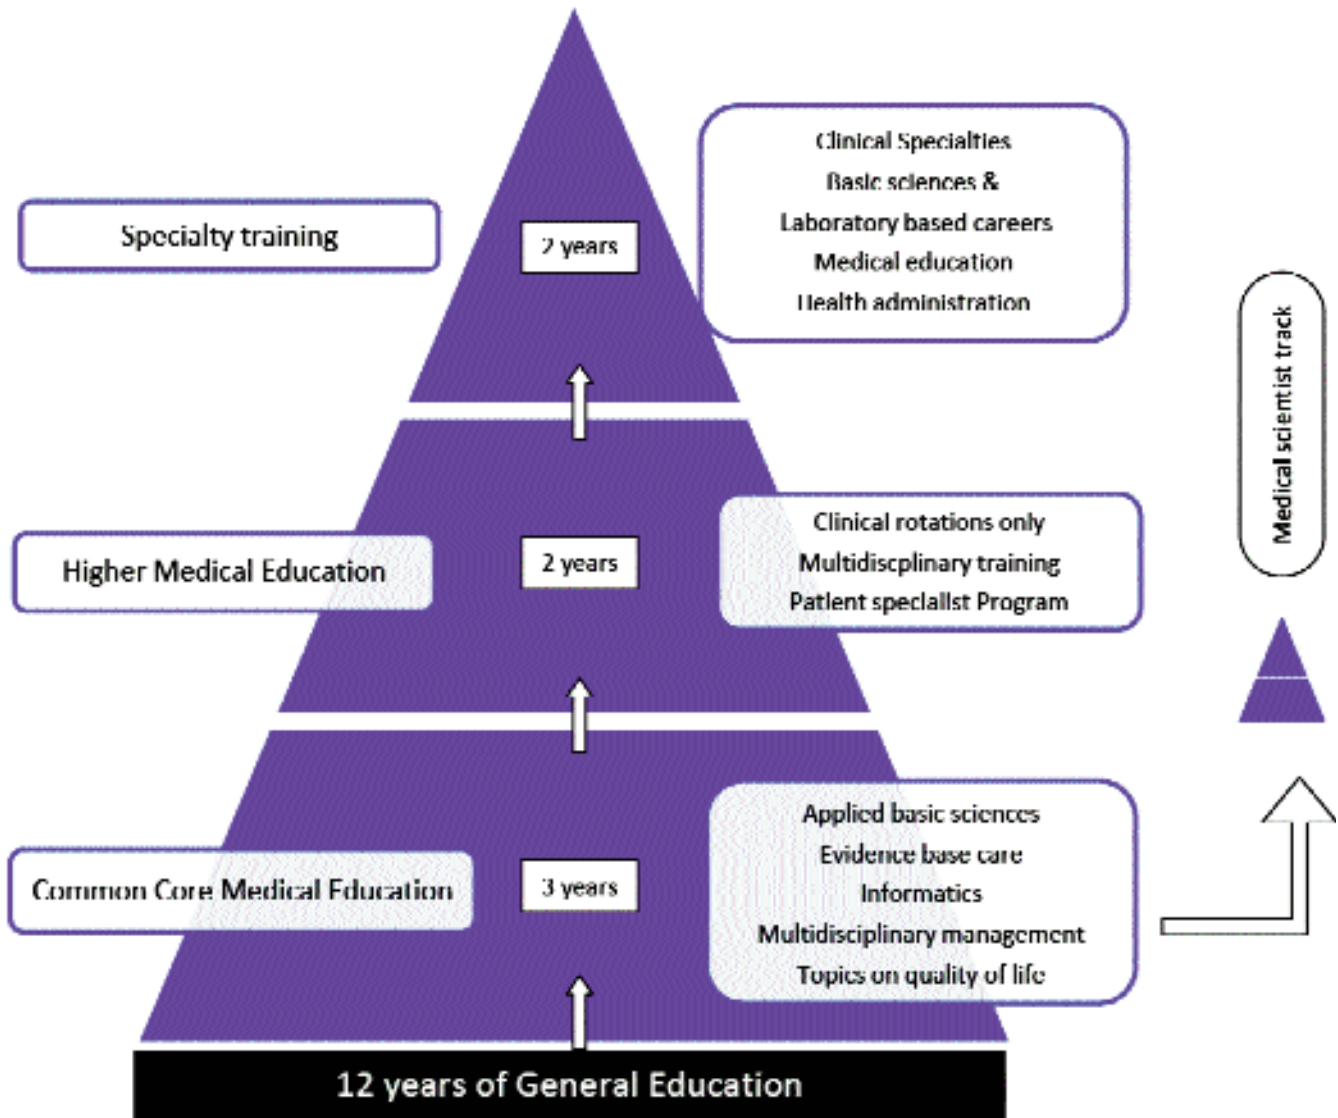 Clinical Specialties
Basic sciences &
Laboratory based careers
Medical education
Health administration
Specialty training
2 years
Medical scientist track
Clinical rotations only
Multidiscplinary training
Patient specialist Program
Higher Medical Education
2 years
Applied basic sciences
Evidence base care
Informatics
Multidisciplinary management
Topics on quality of life
Common Core Medical Education
3 years
12 years of General Education